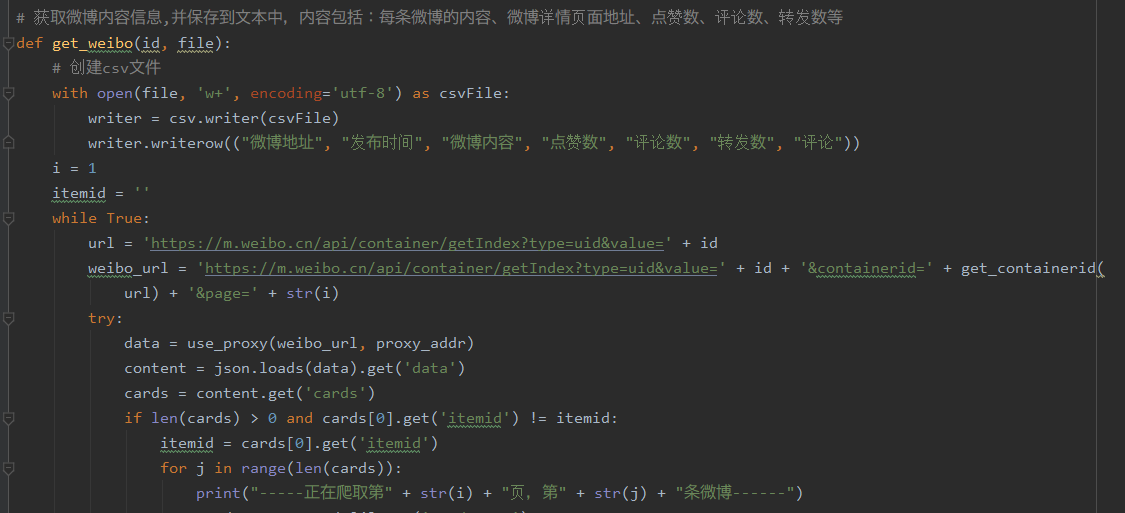 # 获取微博内容信息,并保存到文本中，内容包括：每条微博的内容、微博详情页面地址、点赞数、评论数、转发数等
def get_weibo(id, file):
# 创建csv文件
with open(file, 'w+', encoding='utf-8') as csvFile:
writer = csv.writer(csvFile)
writer.writerow(("微博地址", "发布时间", "微博内容", "点赞数", "评论数", "转发数", "评论"))
i = 1
itemid = ''
while True:
url = 'https://m.weibo.cn/api/container/getIndex?type=uid&value=' + id
weibo_url = 'https://m.weibo.cn/api/container/getIndex?type=uid&value=' + id + '&containerid=' + get_containerid(
url) + '&page=' + str(i)
try:
data = use_proxy(weibo_url, proxy_addr)
content = json.loads(data).get('data')
cards = content.get('cards')
if len(cards) > 0 and cards[0].get('itemid') != itemid:
itemid = cards[0].get('itemid')
for j in range(len(cards)):
print("-----正在爬取第" + str(i) + "页，第" + str(j) + "条微博------")